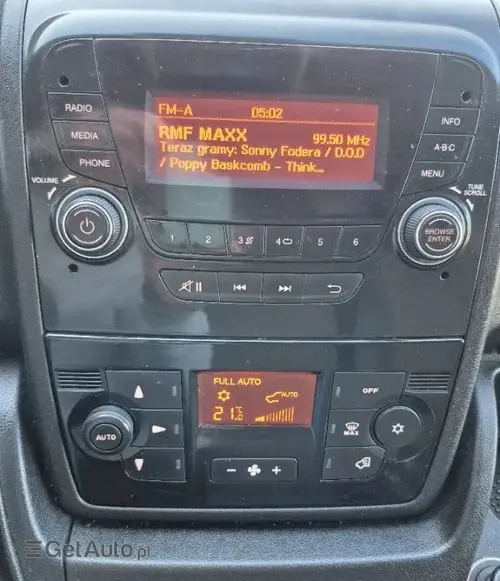 FM-A 05:02
RMF MAXX 99.50 MHz
Teraz gramy: Sonny Fodera / D.O.D
/ Poppy Baskcomb - Think...
RADIO
MEDIA
PHONE
INFO
A·B·C
MENU
VOLUME
TUNE
SCROLL
BROWSE
ENTER
1 2 3 4 5 6
FULL AUTO
AUTO
21.5°C
OFF
AUTO
MAX
- +
GetAuto.pl